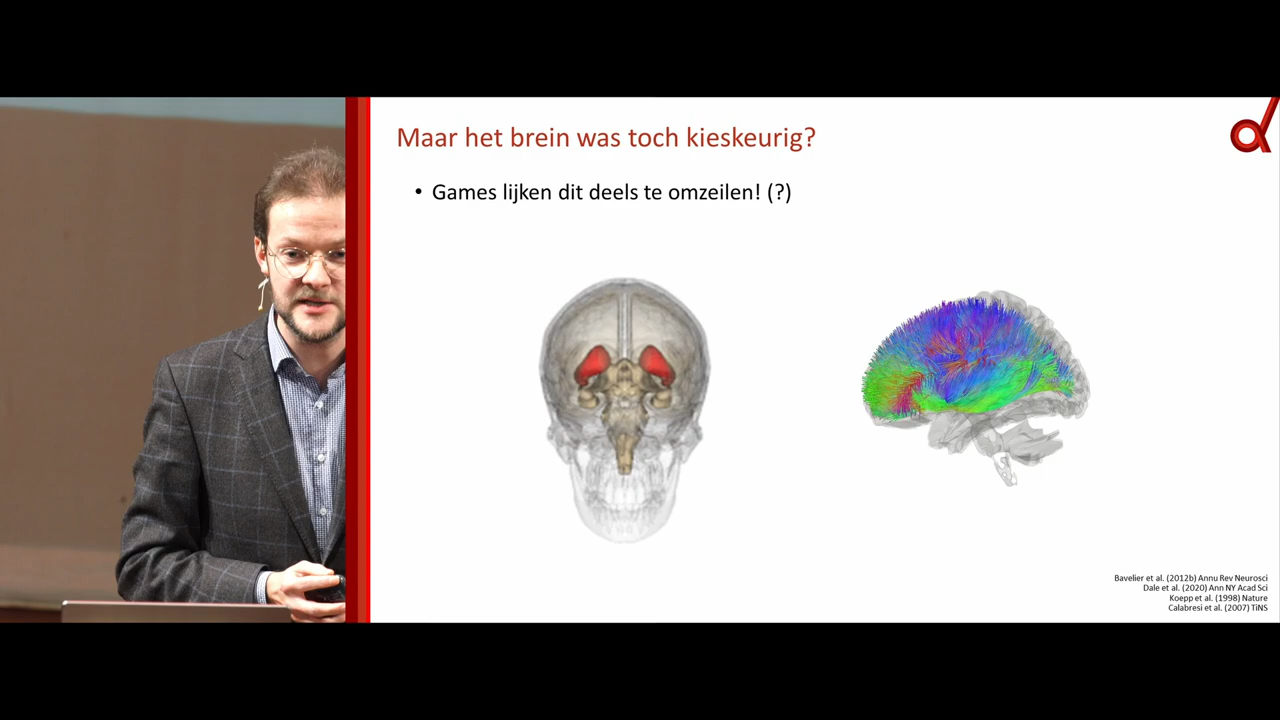 Maar het brein was toch kieskeurig?
• Games lijken dit deels te omzeilen! (?)
Bavelier et al. (2012b) Annu Rev Neurosci
Dale et al. (2020) Ann NY Acad Sci
Koepp et al. (1998) Nature
Calabresi et al. (2007) TiNS